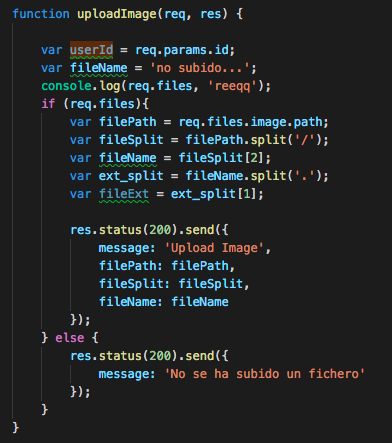 function uploadImage(req, res) {
var userId = req.params.id;
var fileName = 'no subido...';
console.log(req.files, 'reeqq');
if (req.files){
var filePath = req.files.image.path;
var fileSplit = filePath.split('/');
var fileName = fileSplit[2];
var ext_split = fileName.split('.');
var fileExt = ext_split[1];
res.status(200).send({
message: 'Upload Image',
filePath: filePath,
fileSplit: fileSplit,
fileName: fileName
});
} else {
res.status(200).send({
message: 'No se ha subido un fichero'
});
}
}